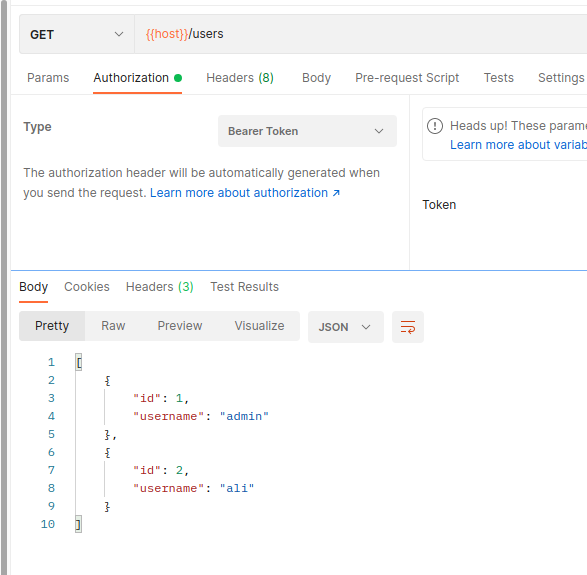 GET {{host}}/users
Params Authorization Headers (8) Body Pre-request Script Tests Settings
Type Bearer Token
The authorization header will be automatically generated when
you send the request. Learn more about authorization ↗
Heads up! These
Learn more about
Token
Body Cookies Headers (3) Test Results
Pretty Raw Preview Visualize JSON
1 [
2 {
3 "id": 1,
4 "username": "admin"
5 },
6 {
7 "id": 2,
8 "username": "ali"
9 }
10 ]